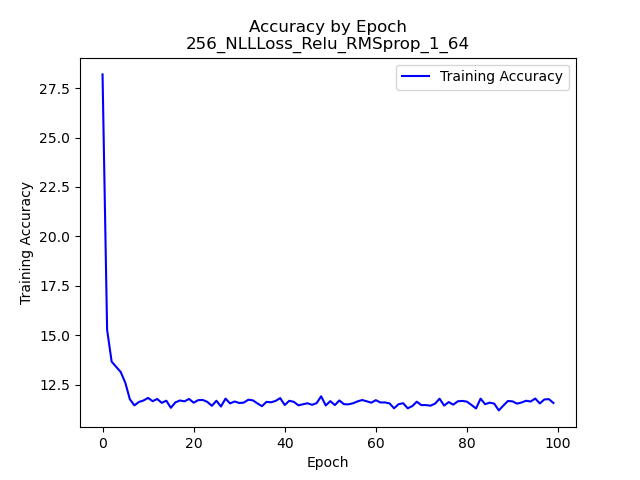 Accuracy by Epoch
256_NLLLoss_Relu_RMSprop_1_64
Training Accuracy
27.5
25.0
22.5
20.0
17.5
15.0
12.5
Training Accuracy
0 20 40 60 80 100
Epoch